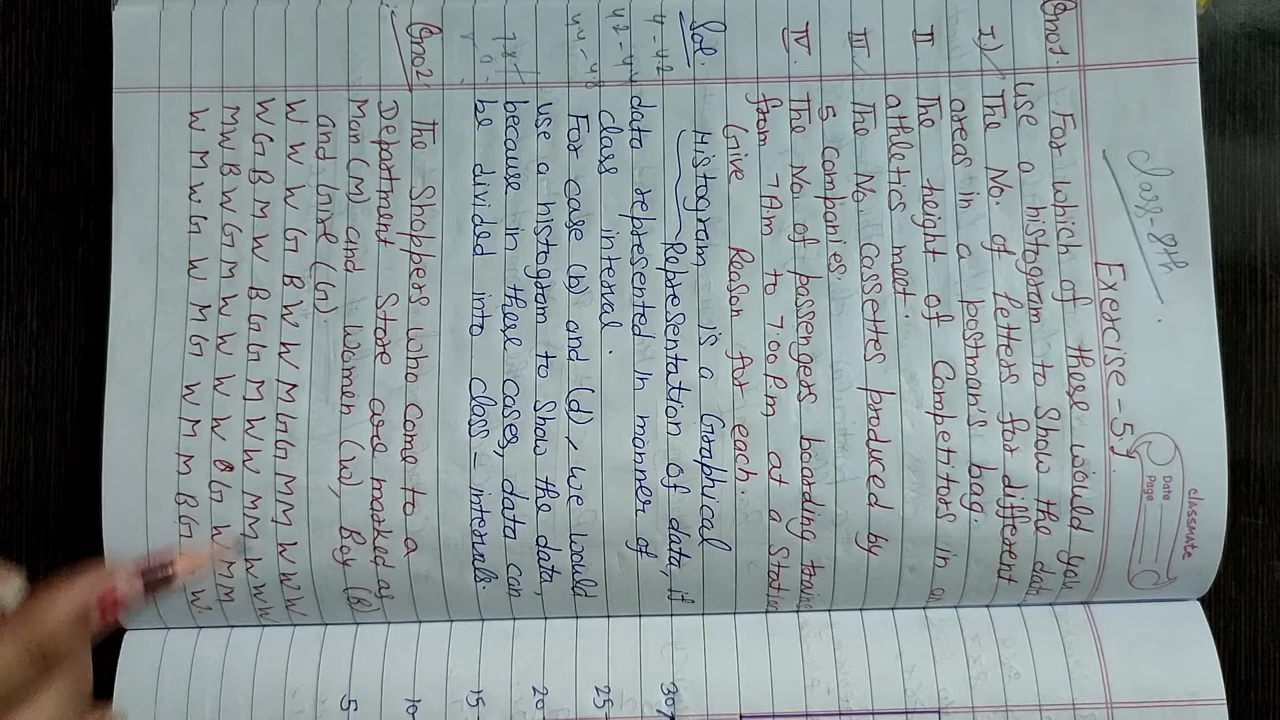 classmate
Date
Page
Class-8th.
Exercise-5.
Qno1. For which of these would you
use a histogram to show the data
I) The No. of letters for different
areas in a postman's bag.
II The height of Competitors in an
athletics meet.
III The No. cassettes produced by
5 companies.
IV. The No. of passengers boarding trains
from 7A.m to 7:00 P.m at a Station
Give Reason for each.
Sol. Histogram is a Graphical
Representation of data, if
data represented in manner of
class interval.
For case (b) and (d), we would
use a histogram to show the data,
because in these cases, data can
be divided into class-intervals.
42-44
44-48
Qno2. The Shoppers who come to a
Department Store are marked as
Man (M) and Women (W), Boy (B)
and Girl (G).
W W W G B W W M G G M M W W
W G B M W B G G M W W M M W W W
M W B W G M W W W W B G W M M
W M W G W M G W M M B G W
30
25
20
15
10
5